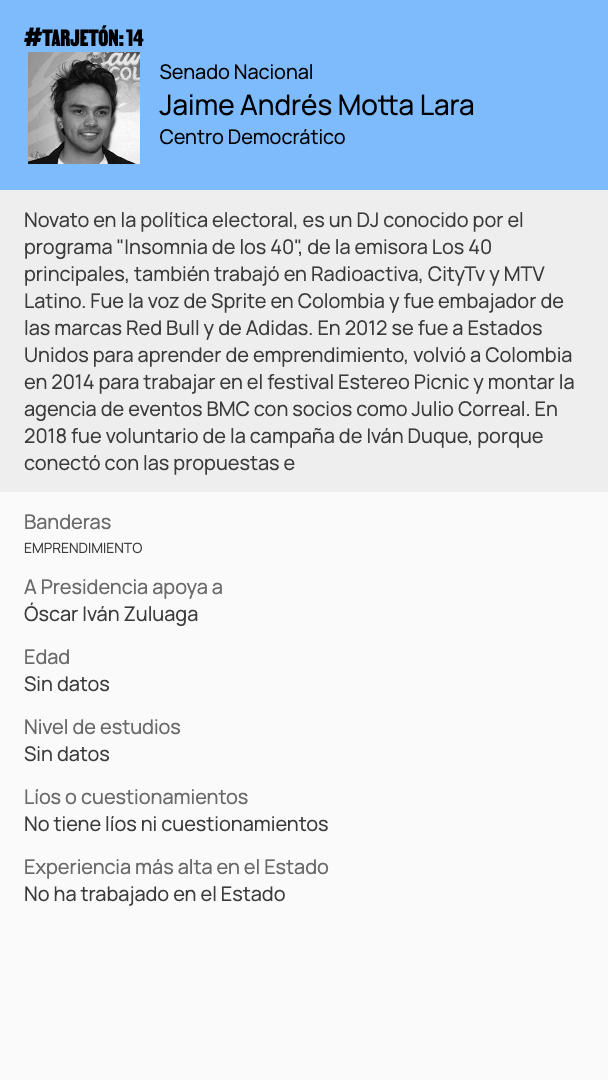 #TARJETÓN: 14
Senado Nacional
Jaime Andrés Motta Lara
Centro Democrático
Novato en la política electoral, es un DJ conocido por el
programa "Insomnia de los 40", de la emisora Los 40
principales, también trabajó en Radioactiva, CityTv y MTV
Latino. Fue la voz de Sprite en Colombia y fue embajador de
las marcas Red Bull y de Adidas. En 2012 se fue a Estados
Unidos para aprender de emprendimiento, volvió a Colombia
en 2014 para trabajar en el festival Estereo Picnic y montar la
agencia de eventos BMC con socios como Julio Correal. En
2018 fue voluntario de la campaña de Iván Duque, porque
conectó con las propuestas e
Banderas
EMPRENDIMIENTO
A Presidencia apoya a
Óscar Iván Zuluaga
Edad
Sin datos
Nivel de estudios
Sin datos
Líos o cuestionamientos
No tiene líos ni cuestionamientos
Experiencia más alta en el Estado
No ha trabajado en el Estado